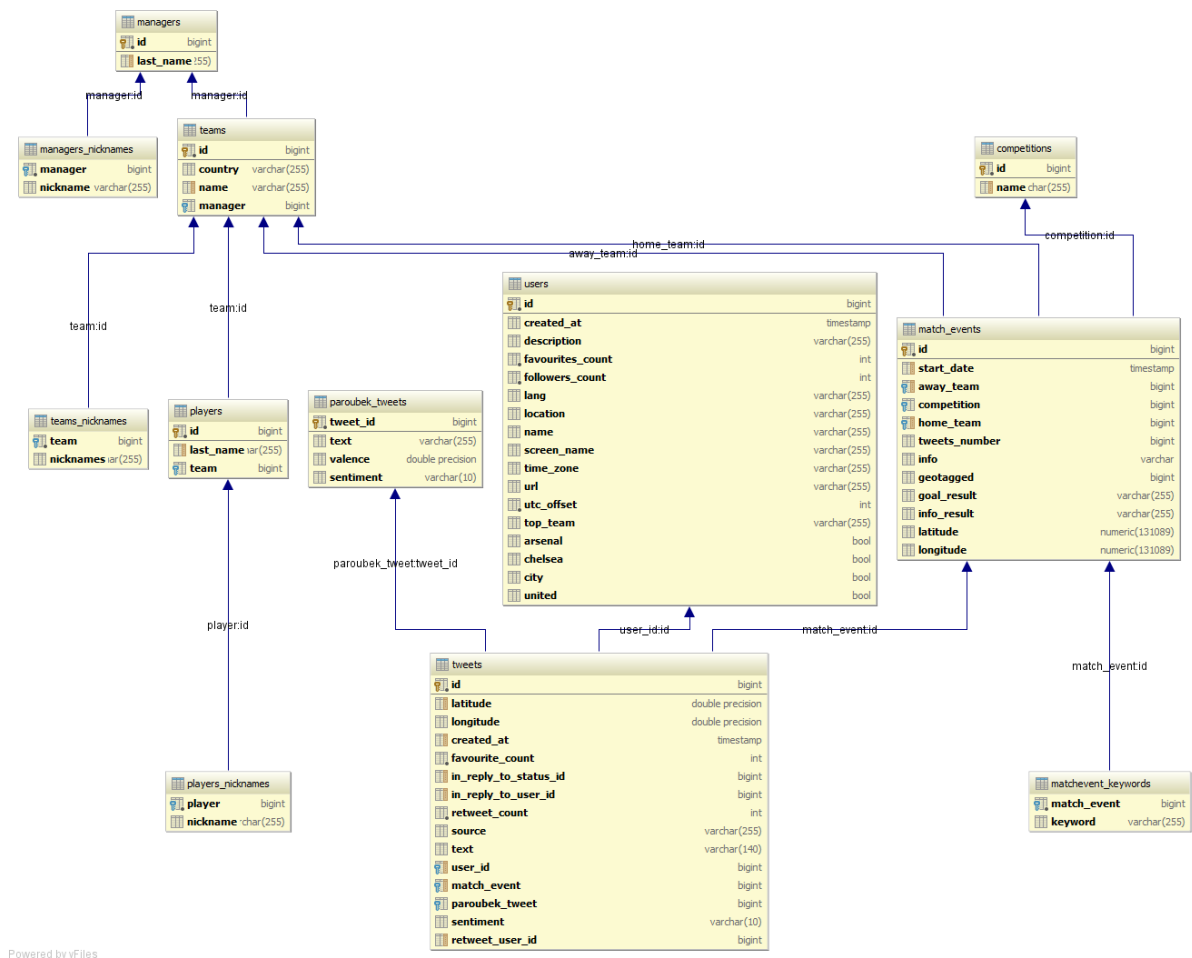 managers
id bigint
last_name 255)
manager:id manager:id
managers_nicknames
manager bigint
nickname varchar(255)
teams
id bigint
country varchar(255)
name varchar(255)
manager bigint
competitions
id bigint
name char(255)
competition:id
home_team:id
away_team:id
team:id
team:id
users
id bigint
created_at timestamp
description varchar(255)
favourites_count int
followers_count int
lang varchar(255)
location varchar(255)
name varchar(255)
screen_name varchar(255)
time_zone varchar(255)
url varchar(255)
utc_offset int
top_team varchar(255)
arsenal bool
chelsea bool
city bool
united bool
match_events
id bigint
start_date timestamp
away_team bigint
competition bigint
home_team bigint
tweets_number bigint
info varchar
geotagged bigint
goal_result varchar(255)
info_result varchar(255)
latitude numeric(131089)
longitude numeric(131089)
teams_nicknames
team bigint
nicknames ar(255)
players
id bigint
last_name ar(255)
team bigint
paroubek_tweets
tweet_id bigint
text varchar(255)
valence double precision
sentiment varchar(10)
paroubek_tweet:tweet_id
player:id
user_id:id
match_event:id
match_event:id
tweets
id bigint
latitude double precision
longitude double precision
created_at timestamp
favourite_count int
in_reply_to_status_id bigint
in_reply_to_user_id bigint
retweet_count int
source varchar(255)
text varchar(140)
user_id bigint
match_event bigint
paroubek_tweet bigint
sentiment varchar(10)
retweet_user_id bigint
players_nicknames
player bigint
nickname char(255)
matchevent_keywords
match_event bigint
keyword varchar(255)
Powered by yFiles